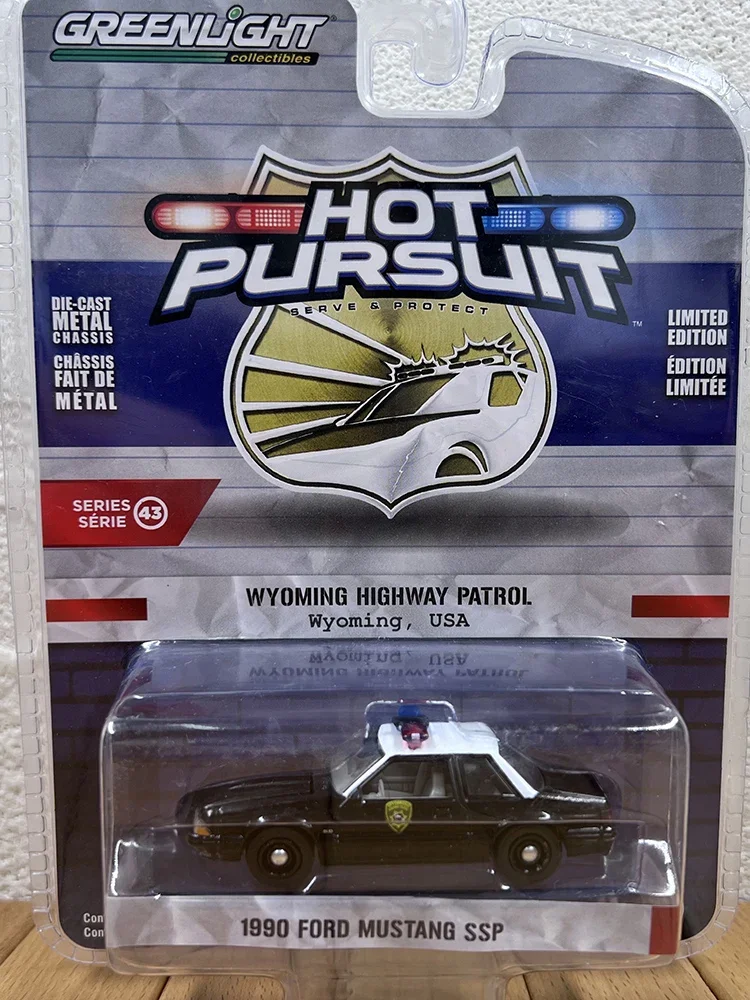 GREENLIGHT
collectibles
HOT
PURSUIT
™
SERVE & PROTECT
DIE-CAST
METAL
CHASSIS
CHÂSSIS
FAIT DE
MÉTAL
LIMITED
EDITION
ÉDITION
LIMITÉE
SERIES
SÉRIE
43
WYOMING HIGHWAY PATROL
Wyoming, USA
1990 FORD MUSTANG SSP